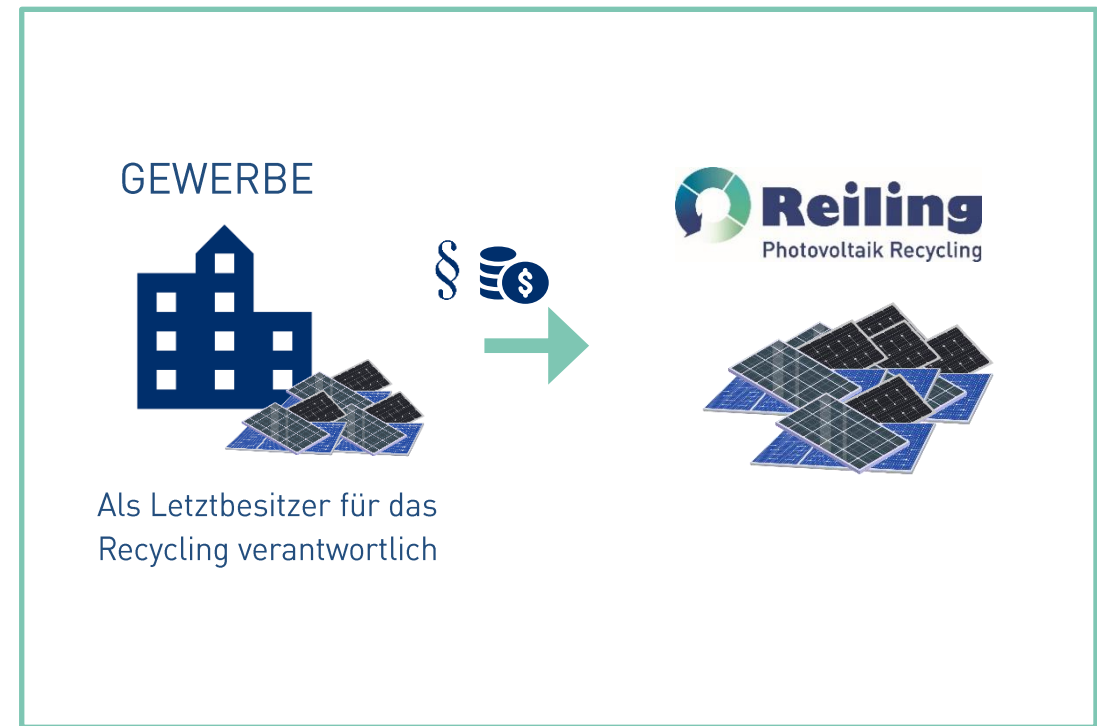 GEWERBE
Reiling
Photovoltaik Recycling
§
$
Als Letztbesitzer für das
Recycling verantwortlich